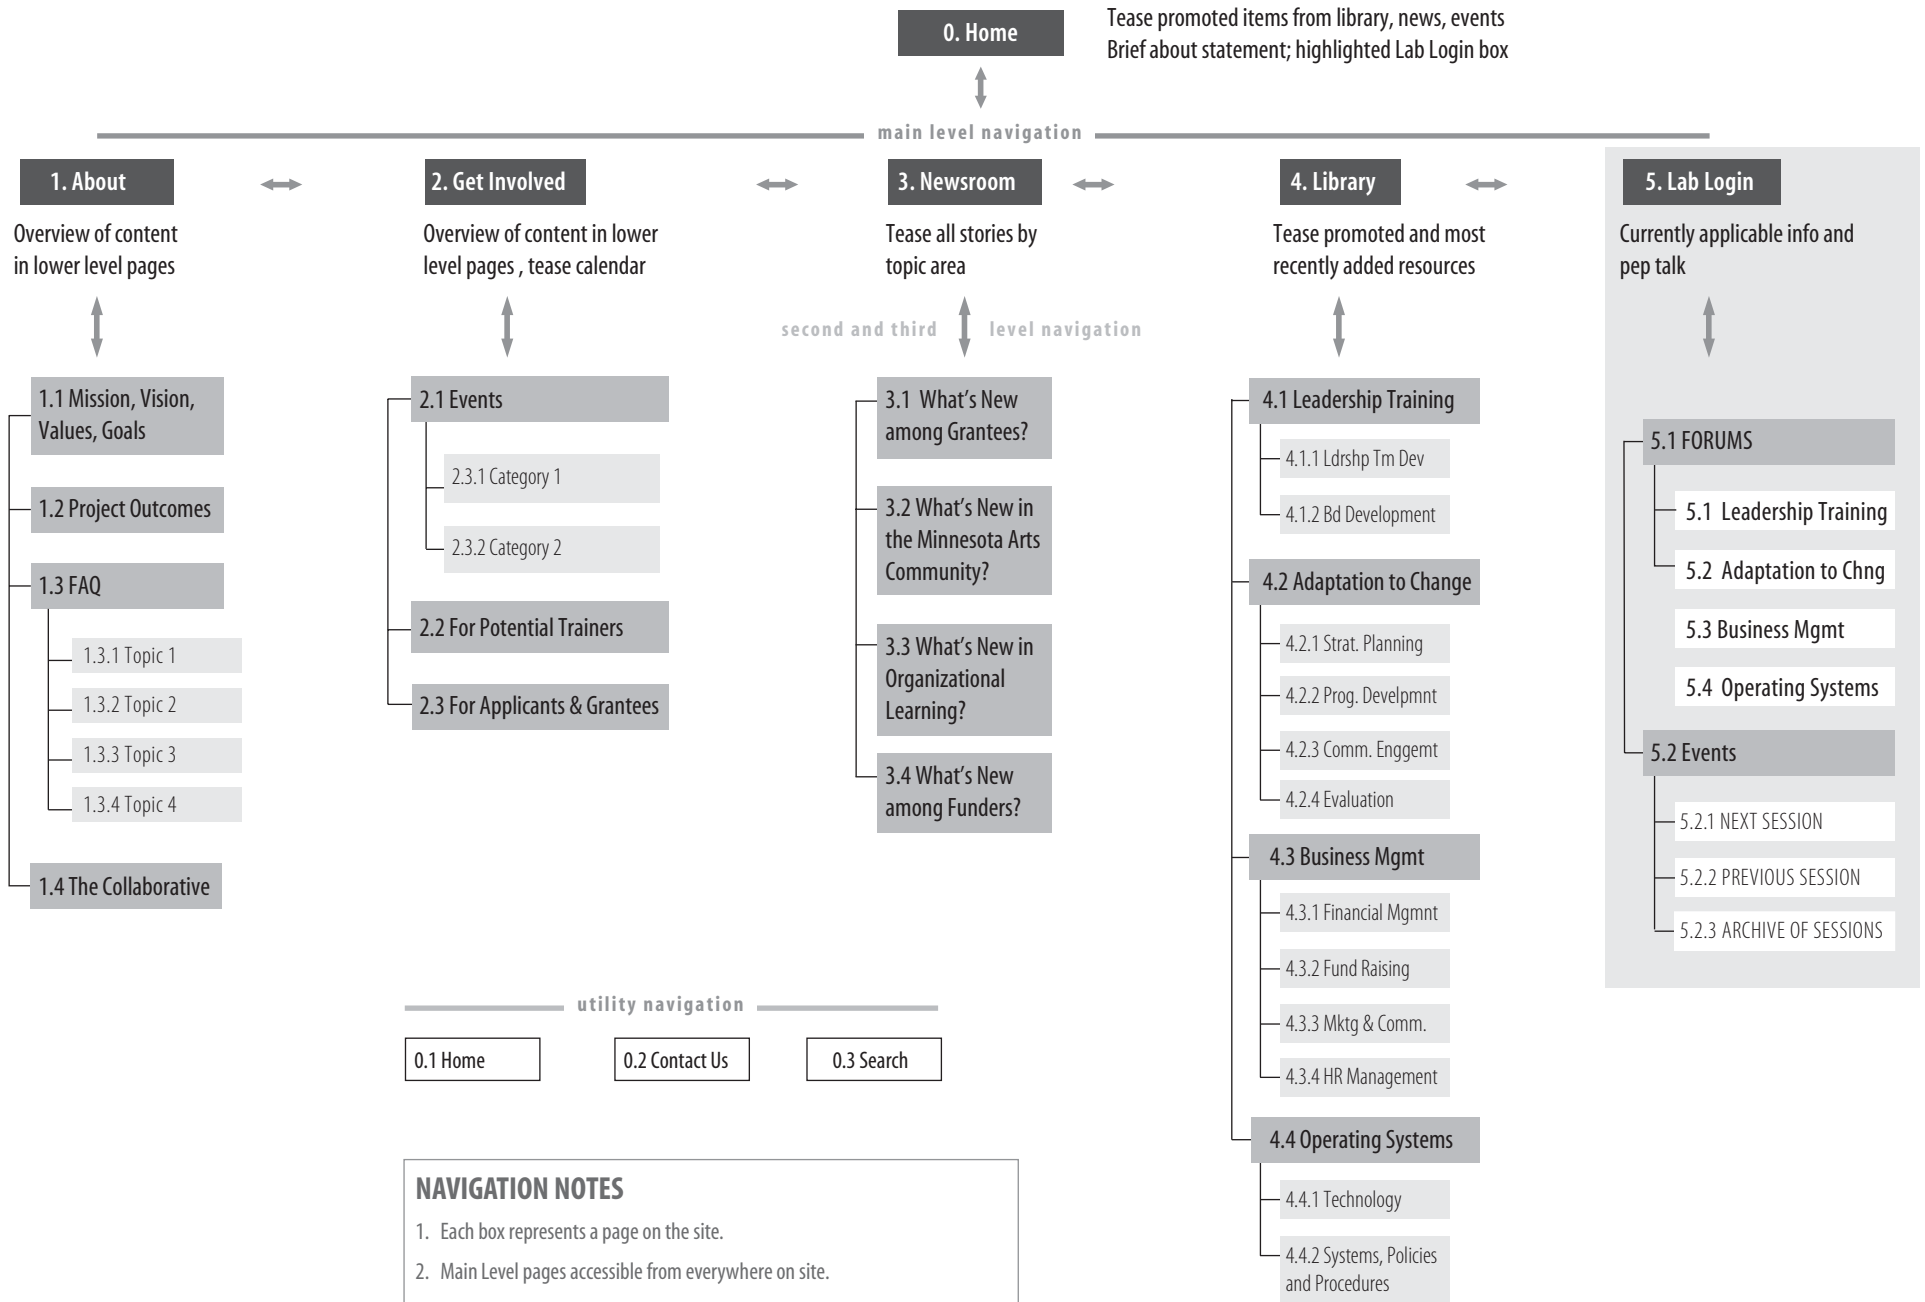 0. Home
Tease promoted items from library, news, events
Brief about statement; highlighted Lab Login box
main level navigation
1. About
Overview of content
in lower level pages
1.1 Mission, Vision,
Values, Goals
1.2 Project Outcomes
1.3 FAQ
1.3.1 Topic 1
1.3.2 Topic 2
1.3.3 Topic 3
1.3.4 Topic 4
1.4 The Collaborative
2. Get Involved
Overview of content in lower
level pages , tease calendar
2.1 Events
2.3.1 Category 1
2.3.2 Category 2
2.2 For Potential Trainers
2.3 For Applicants & Grantees
3. Newsroom
Tease all stories by
topic area
second and third level navigation
3.1 What's New
among Grantees?
3.2 What's New in
the Minnesota Arts
Community?
3.3 What's New in
Organizational
Learning?
3.4 What's New
among Funders?
4. Library
Tease promoted and most
recently added resources
4.1 Leadership Training
4.1.1 Ldrshp Tm Dev
4.1.2 Bd Development
4.2 Adaptation to Change
4.2.1 Strat. Planning
4.2.2 Prog. Develpmnt
4.2.3 Comm. Enggemt
4.2.4 Evaluation
4.3 Business Mgmt
4.3.1 Financial Mgmnt
4.3.2 Fund Raising
4.3.3 Mktg & Comm.
4.3.4 HR Management
4.4 Operating Systems
4.4.1 Technology
4.4.2 Systems, Policies
and Procedures
5. Lab Login
Currently applicable info and
pep talk
5.1 FORUMS
5.1 Leadership Training
5.2 Adaptation to Chng
5.3 Business Mgmt
5.4 Operating Systems
5.2 Events
5.2.1 NEXT SESSION
5.2.2 PREVIOUS SESSION
5.2.3 ARCHIVE OF SESSIONS
utility navigation
0.1 Home
0.2 Contact Us
0.3 Search
NAVIGATION NOTES
1. Each box represents a page on the site.
2. Main Level pages accessible from everywhere on site.